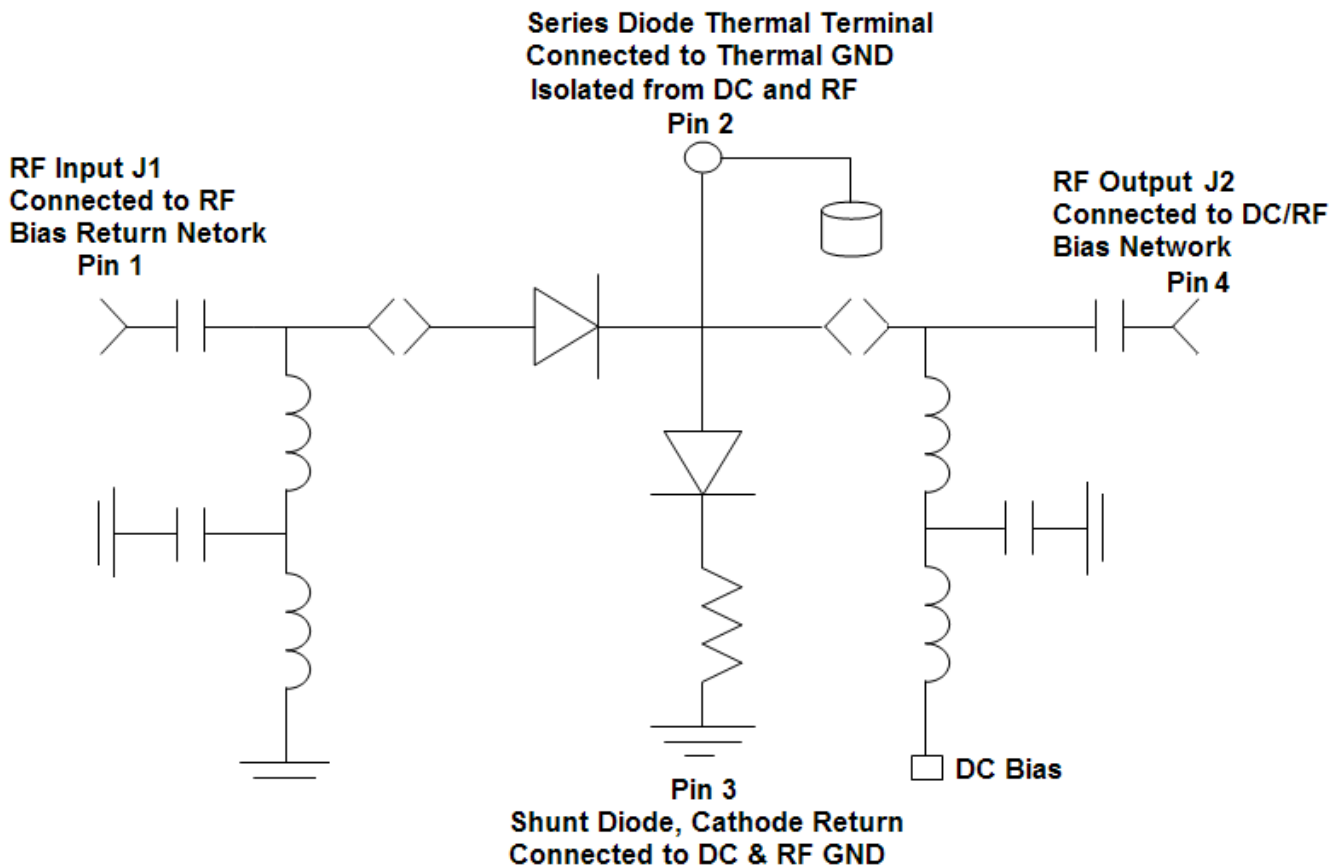 Series Diode Thermal Terminal
Connected to Thermal GND
Isolated from DC and RF
Pin 2
RF Input J1
Connected to RF
Bias Return Netork
Pin 1
RF Output J2
Connected to DC/RF
Bias Network
Pin 4
DC Bias
Pin 3
Shunt Diode, Cathode Return
Connected to DC & RF GND